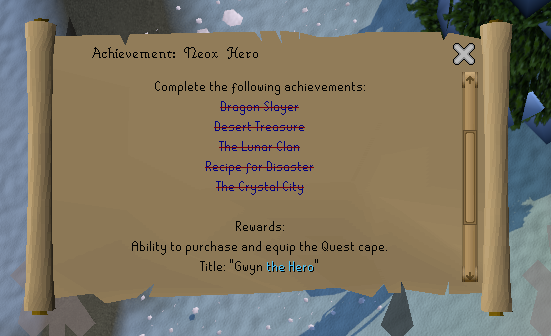 Achievement: Neox Hero
Complete the following achievements:
Dragon Slayer
Desert Treasure
The Lunar Clan
Recipe for Disaster
The Crystal City
Rewards:
Ability to purchase and equip the Quest cape.
Title: "Gwyn the Hero"